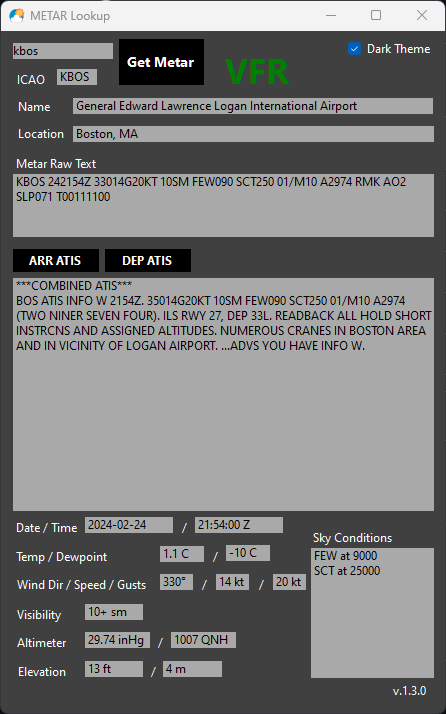 METAR Lookup
kbos
Get Metar
VFR
Dark Theme
ICAO KBOS
Name General Edward Lawrence Logan International Airport
Location Boston, MA
Metar Raw Text
KBOS 242154Z 33014G20KT 10SM FEW090 SCT250 01/M10 A2974 RMK AO2
SLP071 T00111100
ARR ATIS DEP ATIS
***COMBINED ATIS***
BOS ATIS INFO W 2154Z. 35014G20KT 10SM FEW090 SCT250 01/M10 A2974
(TWO NINER SEVEN FOUR). ILS RWY 27, DEP 33L. READBACK ALL HOLD SHORT
INSTRCNS AND ASSIGNED ALTITUDES. NUMEROUS CRANES IN BOSTON AREA
AND IN VICINITY OF LOGAN AIRPORT. ...ADVS YOU HAVE INFO W.
Date / Time 2024-02-24 / 21:54:00 Z
Temp / Dewpoint 1.1 C / -10 C
Wind Dir / Speed / Gusts 330° / 14 kt / 20 kt
Visibility 10+ sm
Altimeter 29.74 inHg / 1007 QNH
Elevation 13 ft / 4 m
Sky Conditions
FEW at 9000
SCT at 25000
v.1.3.0